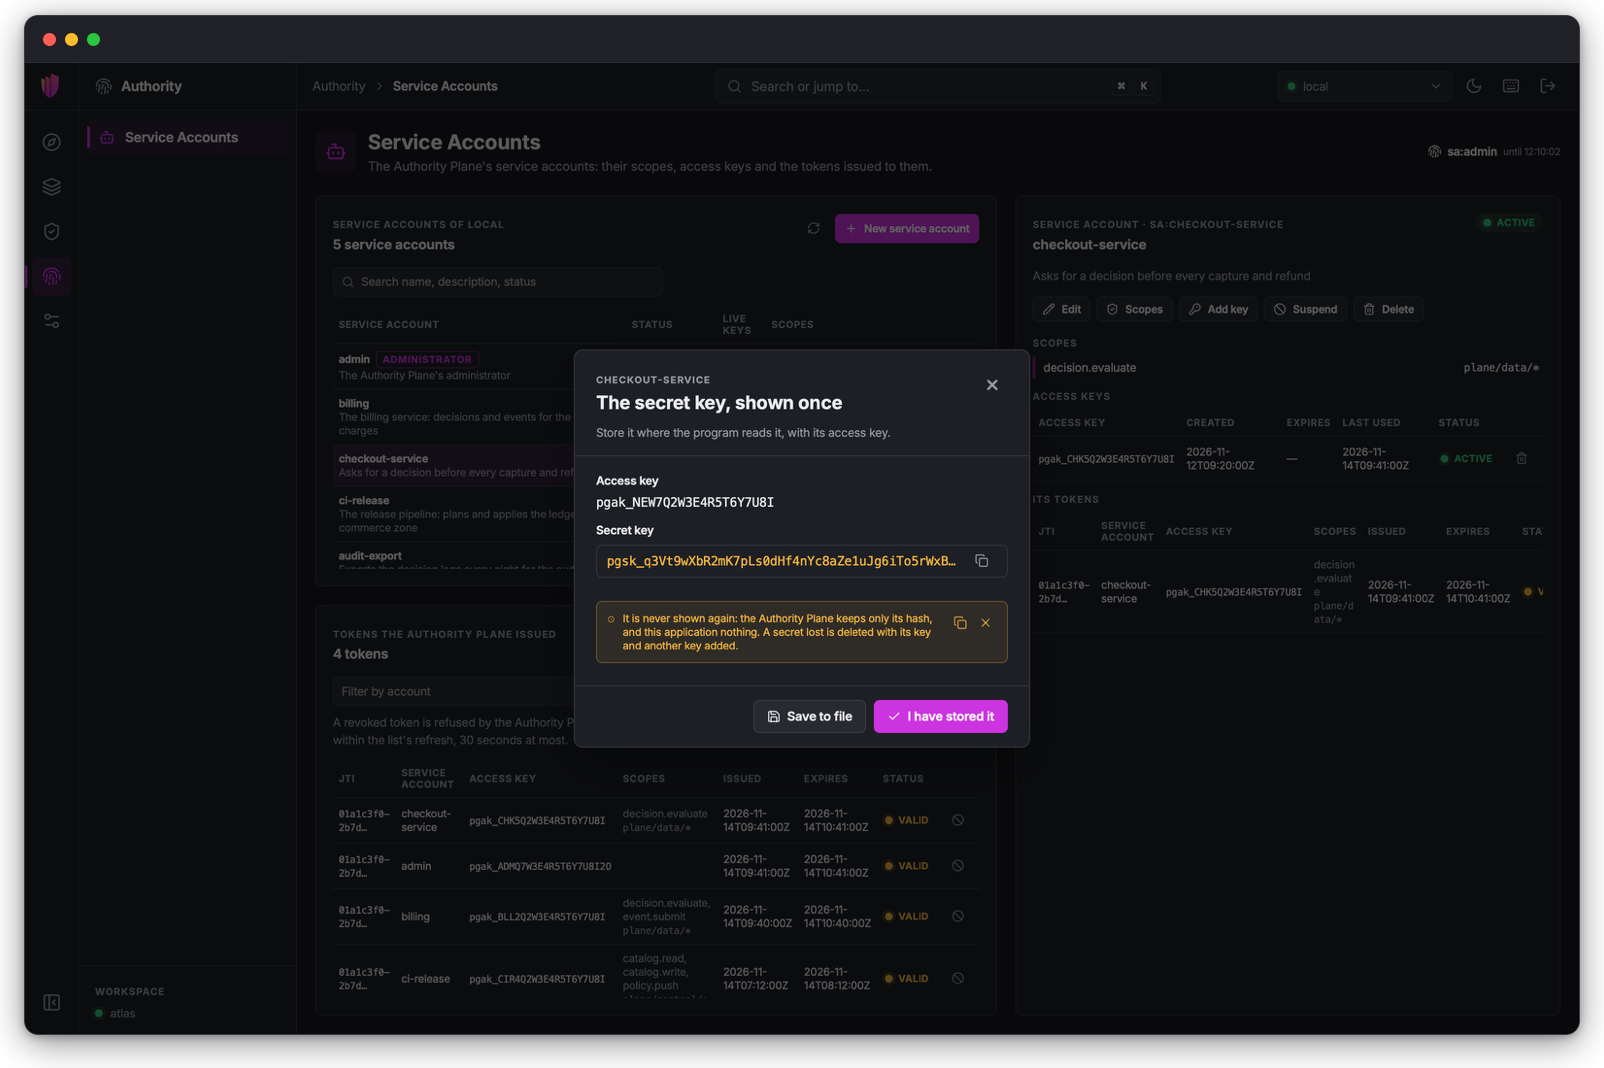 Authority
Authority > Service Accounts
Search or jump to...
⌘ K
local
Service Accounts
Service Accounts
The Authority Plane's service accounts: their scopes, access keys and the tokens issued to them.
sa:admin until 12:10:02
SERVICE ACCOUNTS OF LOCAL
5 service accounts
New service account
Search name, description, status
SERVICE ACCOUNT STATUS LIVE KEYS SCOPES
admin ADMINISTRATOR
The Authority Plane's administrator
billing
The billing service: decisions and events for the
charges
checkout-service
Asks for a decision before every capture and ref
ci-release
The release pipeline: plans and applies the ledge
commerce zone
audit-export
TOKENS THE AUTHORITY PLANE ISSUED
4 tokens
Filter by account
A revoked token is refused by the Authority P
within the list's refresh, 30 seconds at most.
JTI SERVICE ACCOUNT ACCESS KEY SCOPES ISSUED EXPIRES STATUS
01a1c3f0-2b7d… checkout-service pgak_CHK5Q2W3E4R5T6Y7U8I decision.evaluate plane/data/* 2026-11-14T09:41:00Z 2026-11-14T10:41:00Z VALID
01a1c3f0-2b7d… admin pgak_ADMQ7W3E4R5T6Y7U8I2O 2026-11-14T09:41:00Z 2026-11-14T10:41:00Z VALID
01a1c3f0-2b7d… billing pgak_BLL2Q2W3E4R5T6Y7U8I decision.evaluate, event.submit plane/data/* 2026-11-14T09:40:00Z 2026-11-14T10:40:00Z VALID
01a1c3f0-2b7d… ci-release pgak_CIR4Q2W3E4R5T6Y7U8I catalog.read, catalog.write, policy.push 2026-11-14T07:12:00Z 2026-11-14T08:12:00Z VALID
SERVICE ACCOUNT · SA:CHECKOUT-SERVICE
ACTIVE
checkout-service
Asks for a decision before every capture and refund
Edit Scopes Add key Suspend Delete
SCOPES
decision.evaluate plane/data/*
ACCESS KEYS
ACCESS KEY CREATED EXPIRES LAST USED STATUS
pgak_CHK5Q2W3E4R5T6Y7U8I 2026-11-12T09:20:00Z — 2026-11-14T09:41:00Z ACTIVE
ITS TOKENS
JTI SERVICE ACCOUNT ACCESS KEY SCOPES ISSUED EXPIRES STA
01a1c3f0-2b7d… checkout-service pgak_CHK5Q2W3E4R5T6Y7U8I decision.evaluate plane/data/* 2026-11-14T09:41:00Z 2026-11-14T10:41:00Z V
CHECKOUT-SERVICE
The secret key, shown once
Store it where the program reads it, with its access key.
Access key
pgak_NEW7Q2W3E4R5T6Y7U8I
Secret key
pgsk_q3Vt9wXbR2mK7pLs0dHf4nYc8aZe1uJg6iTo5rWxB…
It is never shown again: the Authority Plane keeps only its hash,
and this application nothing. A secret lost is deleted with its key
and another key added.
Save to file
I have stored it
WORKSPACE
atlas